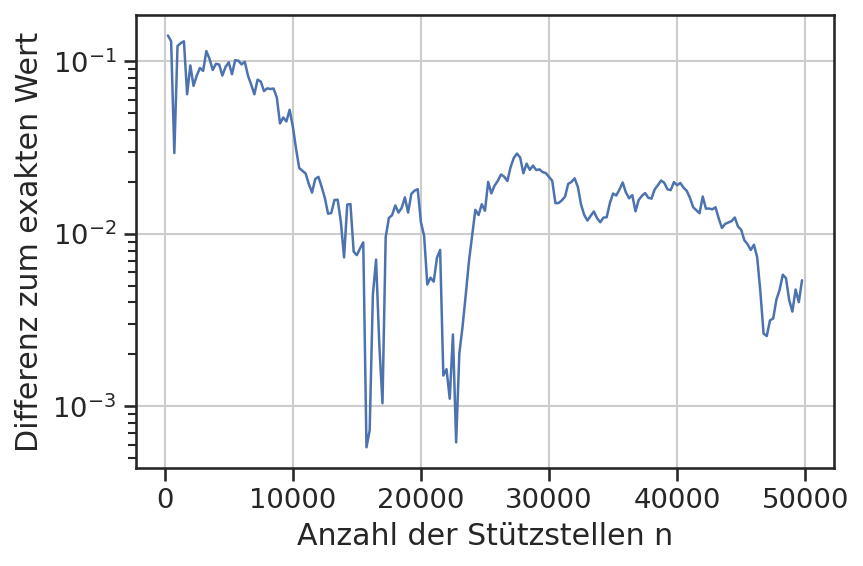 Differenz zum exakten Wert
10⁻¹
10⁻²
10⁻³
0 10000 20000 30000 40000 50000
Anzahl der Stützstellen n